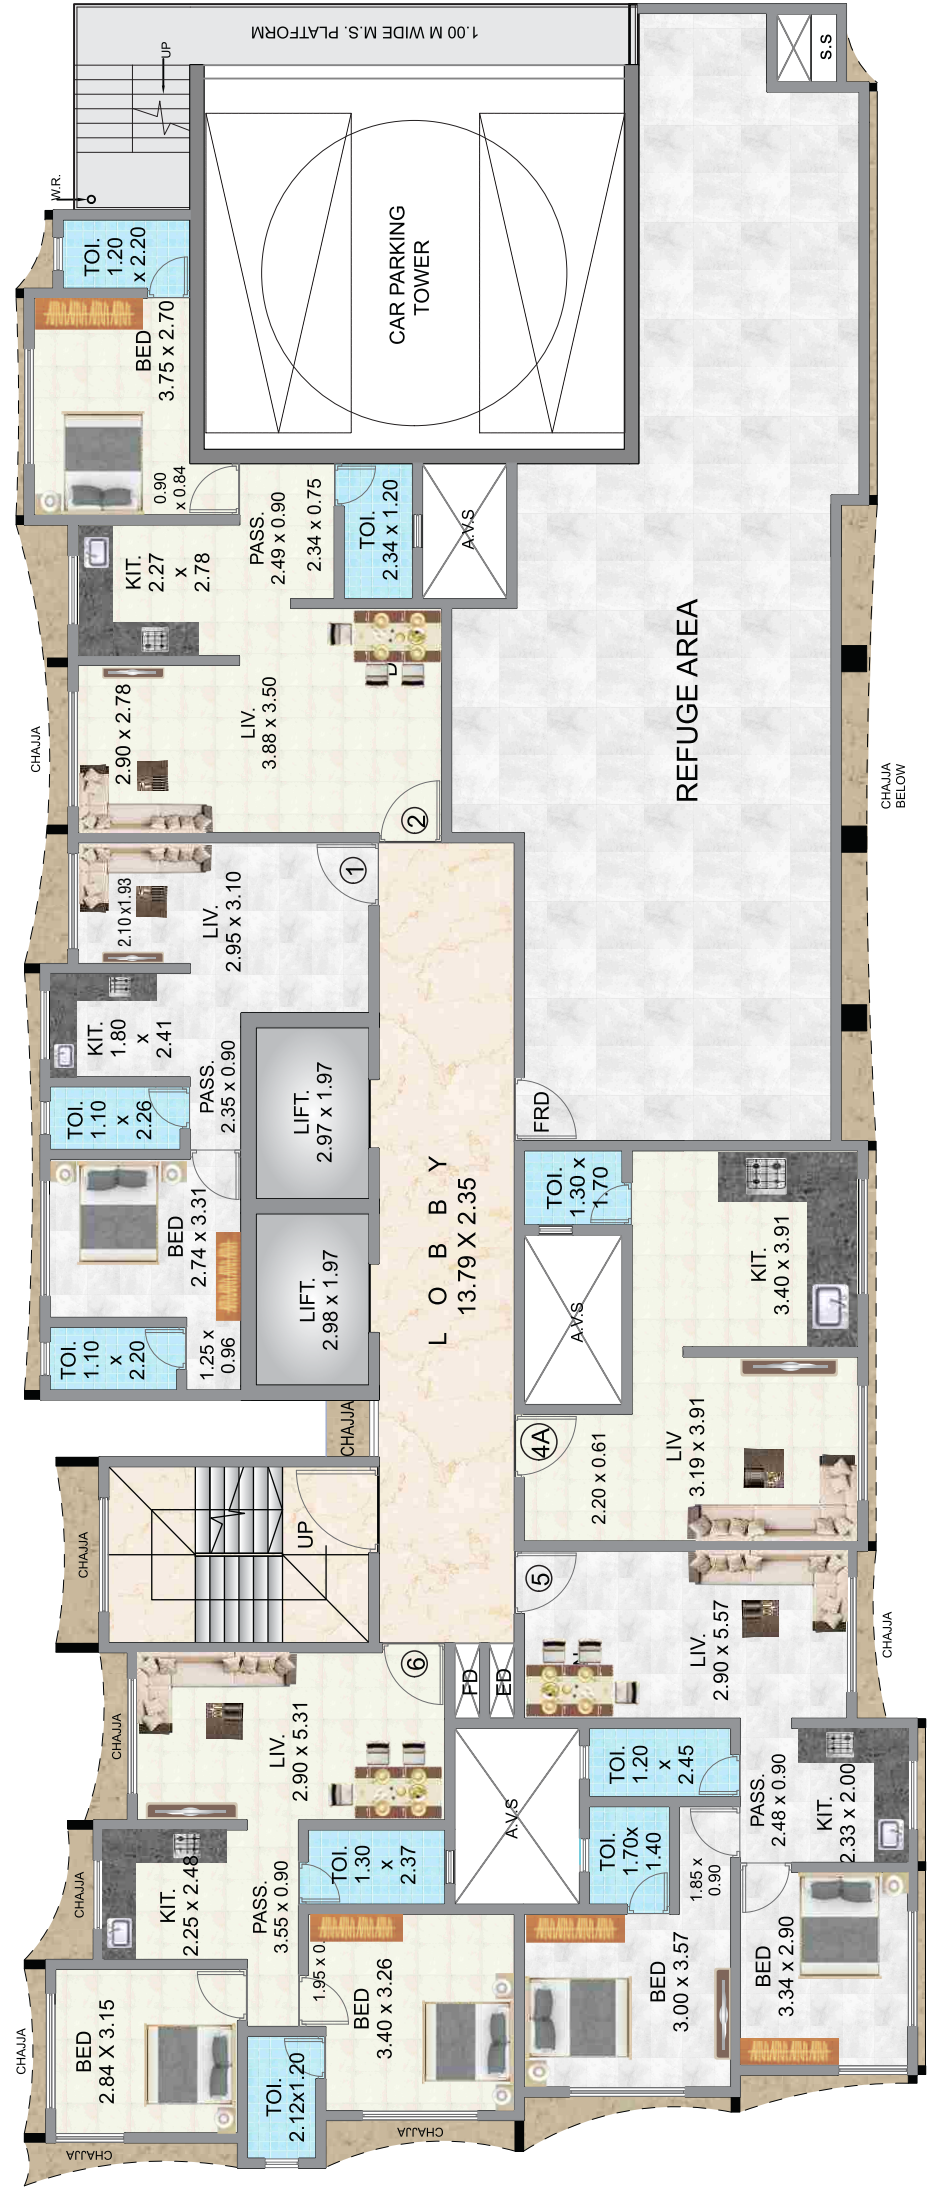 1.00 M WIDE M.S. PLATFORM
UP
S.S
W.R.
TOI.
1.20
x 2.20
CAR PARKING
TOWER
BED
3.75 x 2.70
0.90
x 0.84
PASS.
2.49 x 0.90
2.34 x 0.75
TOI.
2.34 x 1.20
A.V.S
KIT.
2.27
x
2.78
REFUGE AREA
CHAJJA
2.90 x 2.78
LIV.
3.88 x 3.50
D
2
CHAJJA
BELOW
1
2.10 x1.93
LIV.
2.95 x 3.10
KIT.
1.80
x
2.41
PASS.
2.35 x 0.90
TOI.
1.10
x
2.26
LIFT.
2.97 x 1.97
FRD
LOBBY
13.79 X 2.35
TOI.
1.30 x
1.70
BED
2.74 x 3.31
KIT.
3.40 x 3.91
LIFT.
2.98 x 1.97
A.V.S
TOI.
1.10
x
2.20
1.25 x
0.96
CHAJJA
4A
2.20 x 0.61
LIV
3.19 x 3.91
UP
CHAJJA
5
LIV.
2.90 x 5.57
CHAJJA
6
FD
ED
CHAJJA
LIV.
2.90 x 5.31
A.V.S
TOI.
1.20
x
2.45
PASS.
2.48 x 0.90
KIT.
2.33 x 2.00
TOI.
1.30
x
2.37
TOI.
1.70x
1.40
1.85 x
0.90
CHAJJA
KIT.
2.25 x 2.48
PASS.
3.55 x 0.90
1.95 x 0.
BED
3.40 x 3.26
BED
3.00 x 3.57
BED
3.34 x 2.90
CHAJJA
BED
2.84 X 3.15
TOI.
2.12x1.20
CHAJJA
CHAJJA